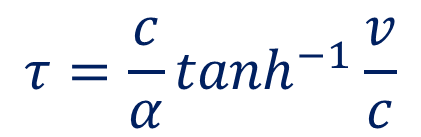 τ = c/α tanh⁻¹ v/c